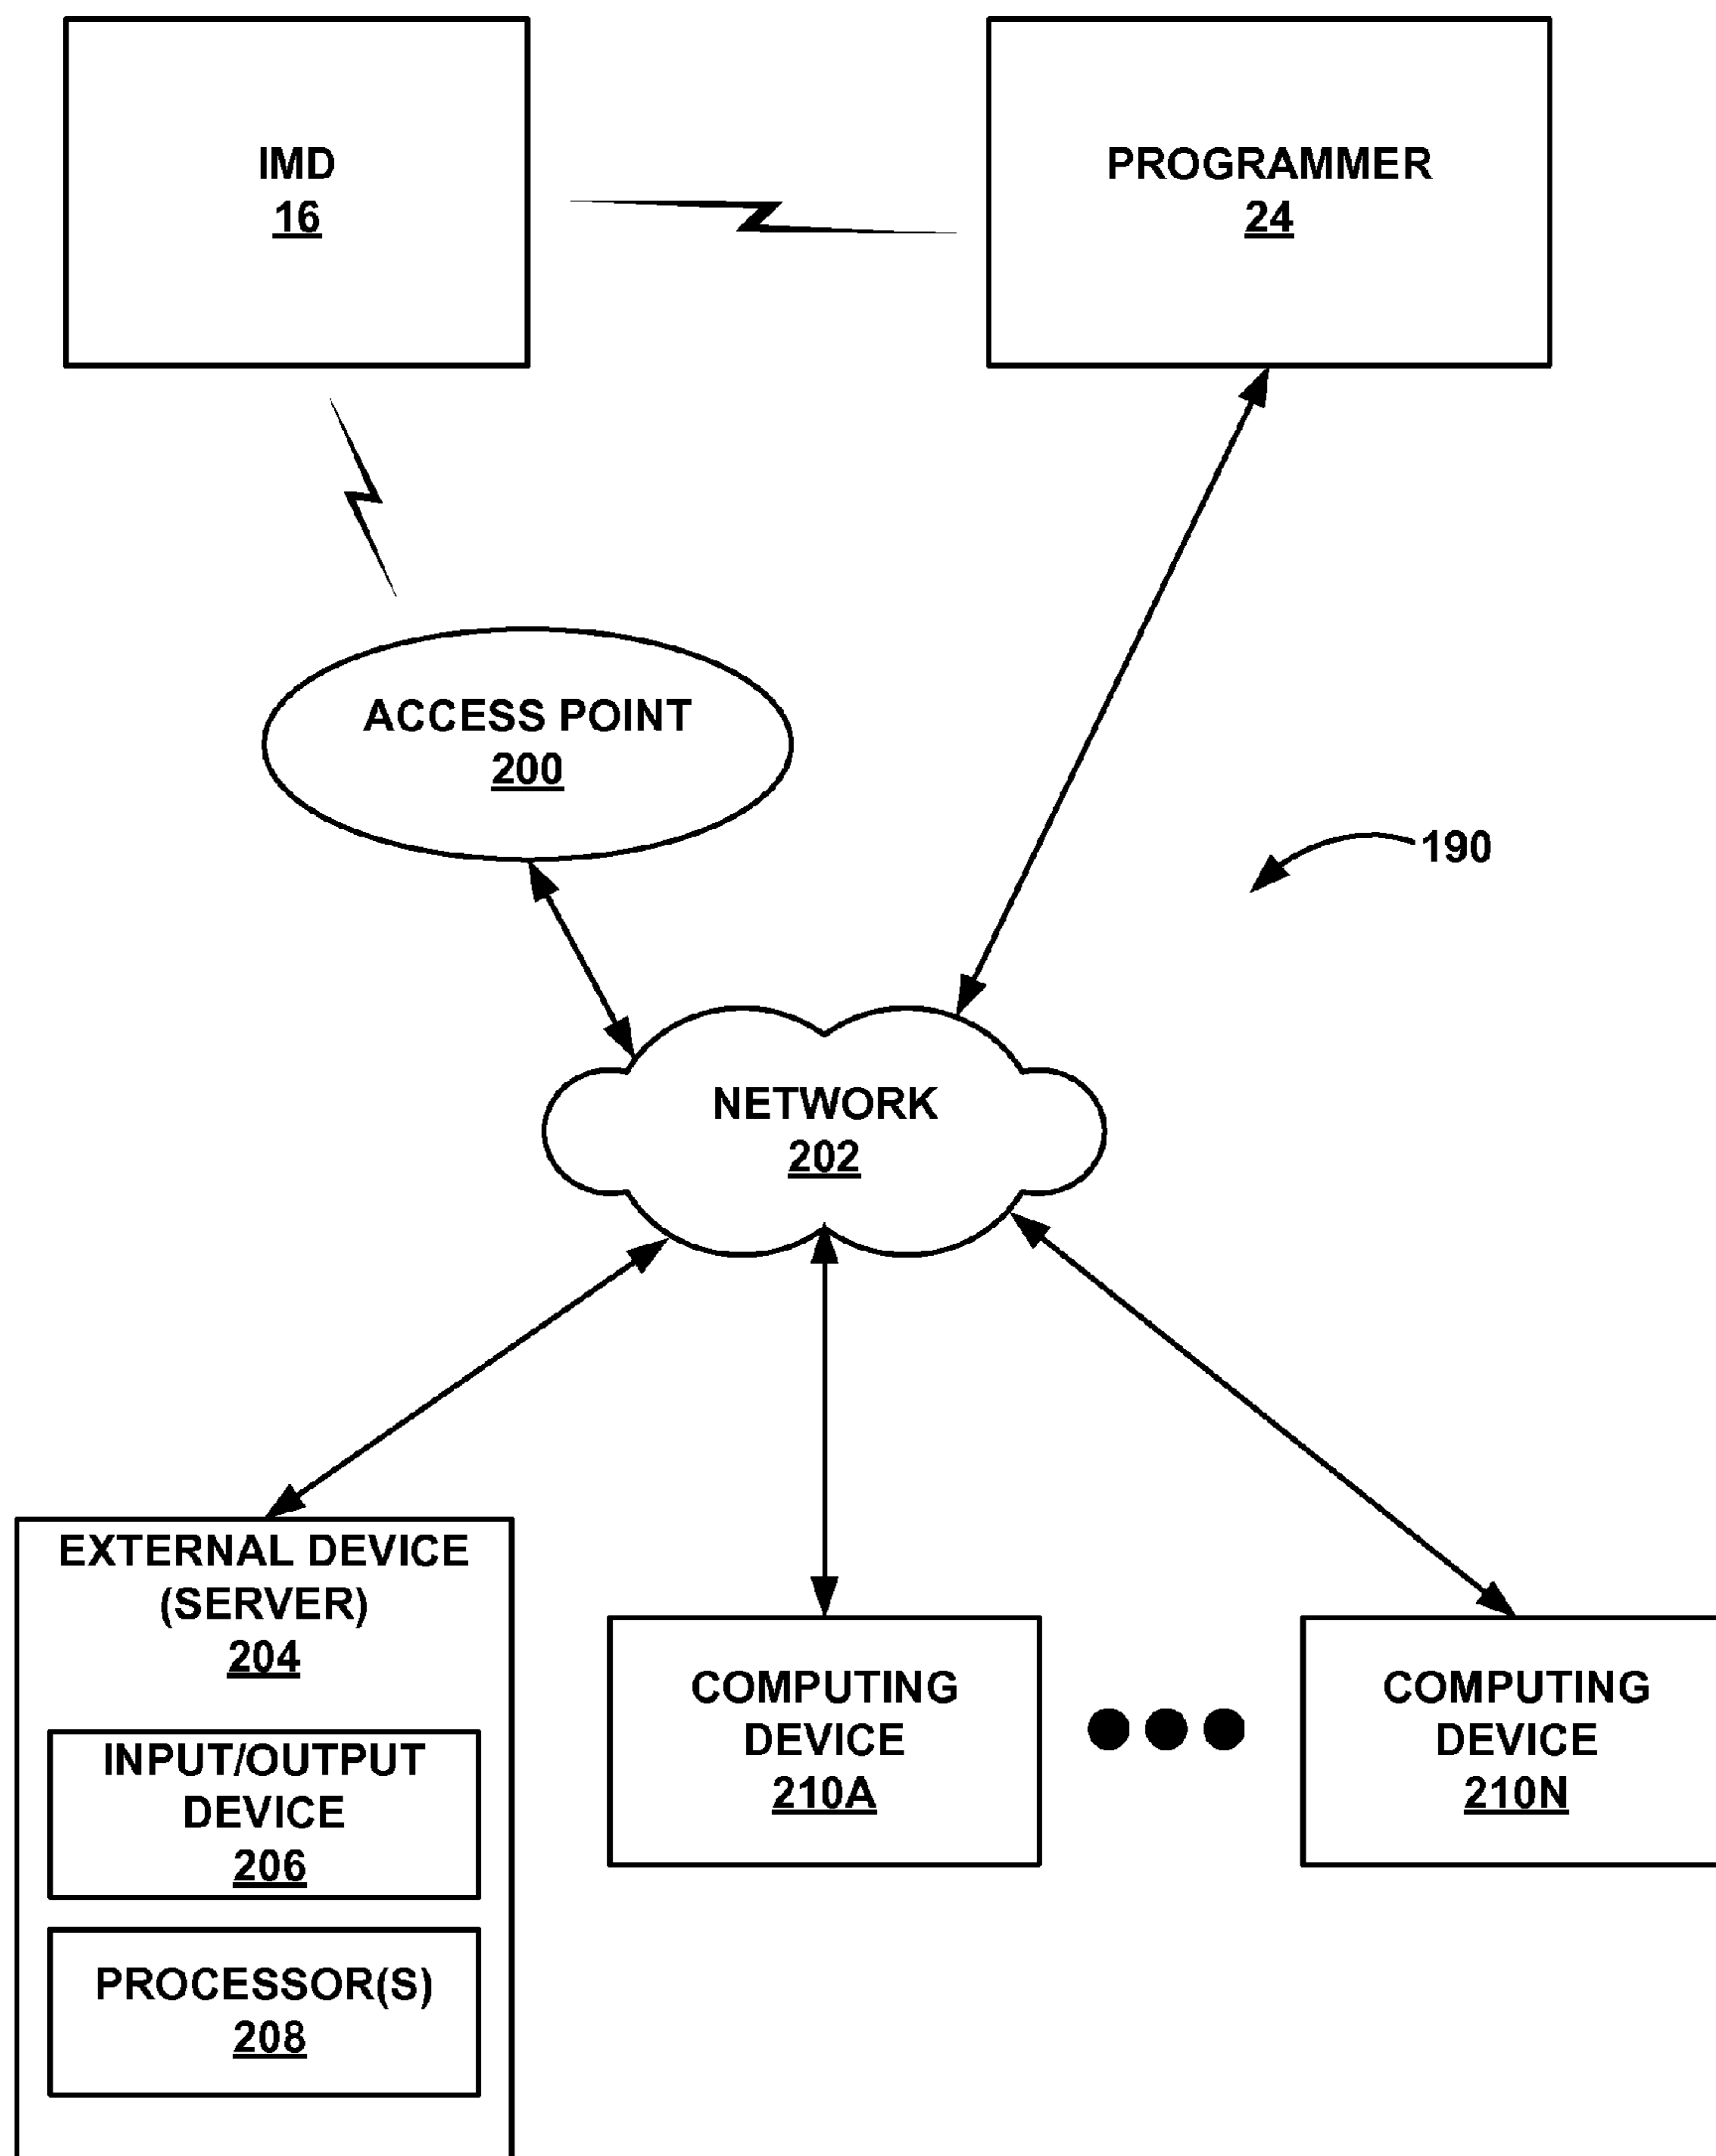 IMD
16
PROGRAMMER
24
ACCESS POINT
200
190
NETWORK
202
EXTERNAL DEVICE
(SERVER)
204
INPUT/OUTPUT
DEVICE
206
PROCESSOR(S)
208
COMPUTING
DEVICE
210A
COMPUTING
DEVICE
210N